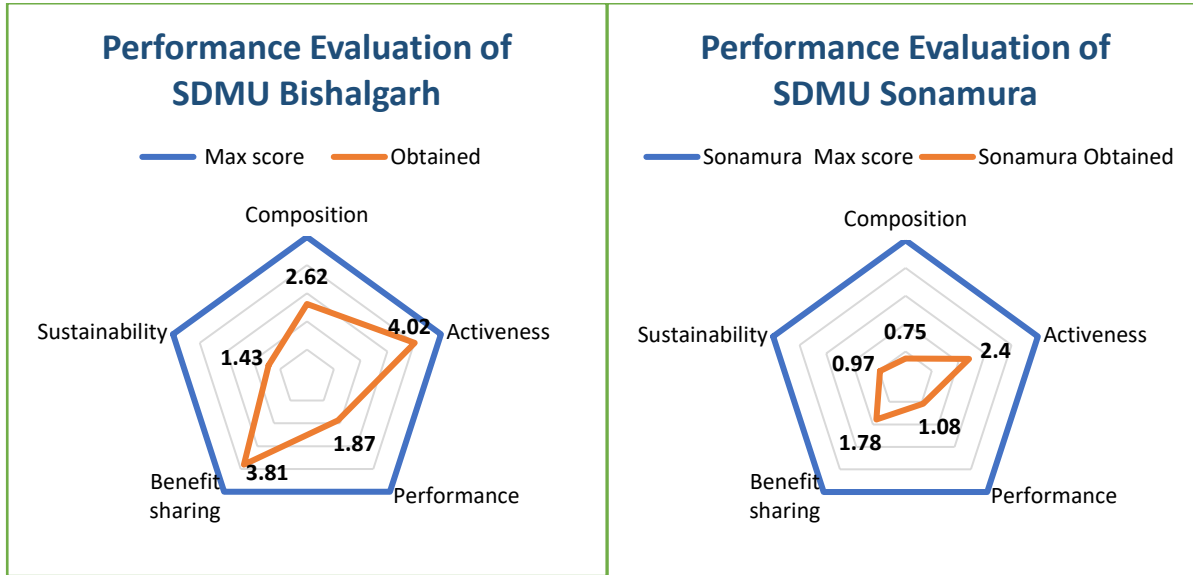 Performance Evaluation of
SDMU Bishalgarh
Max score Obtained
Composition
2.62
4.02
Activeness
Sustainability
1.43
1.87
3.81
Benefit
sharing
Performance
Performance Evaluation of
SDMU Sonamura
Sonamura Max score Sonamura Obtained
Composition
0.75
2.4
Activeness
Sustainability
0.97
1.08
1.78
Benefit
sharing
Performance